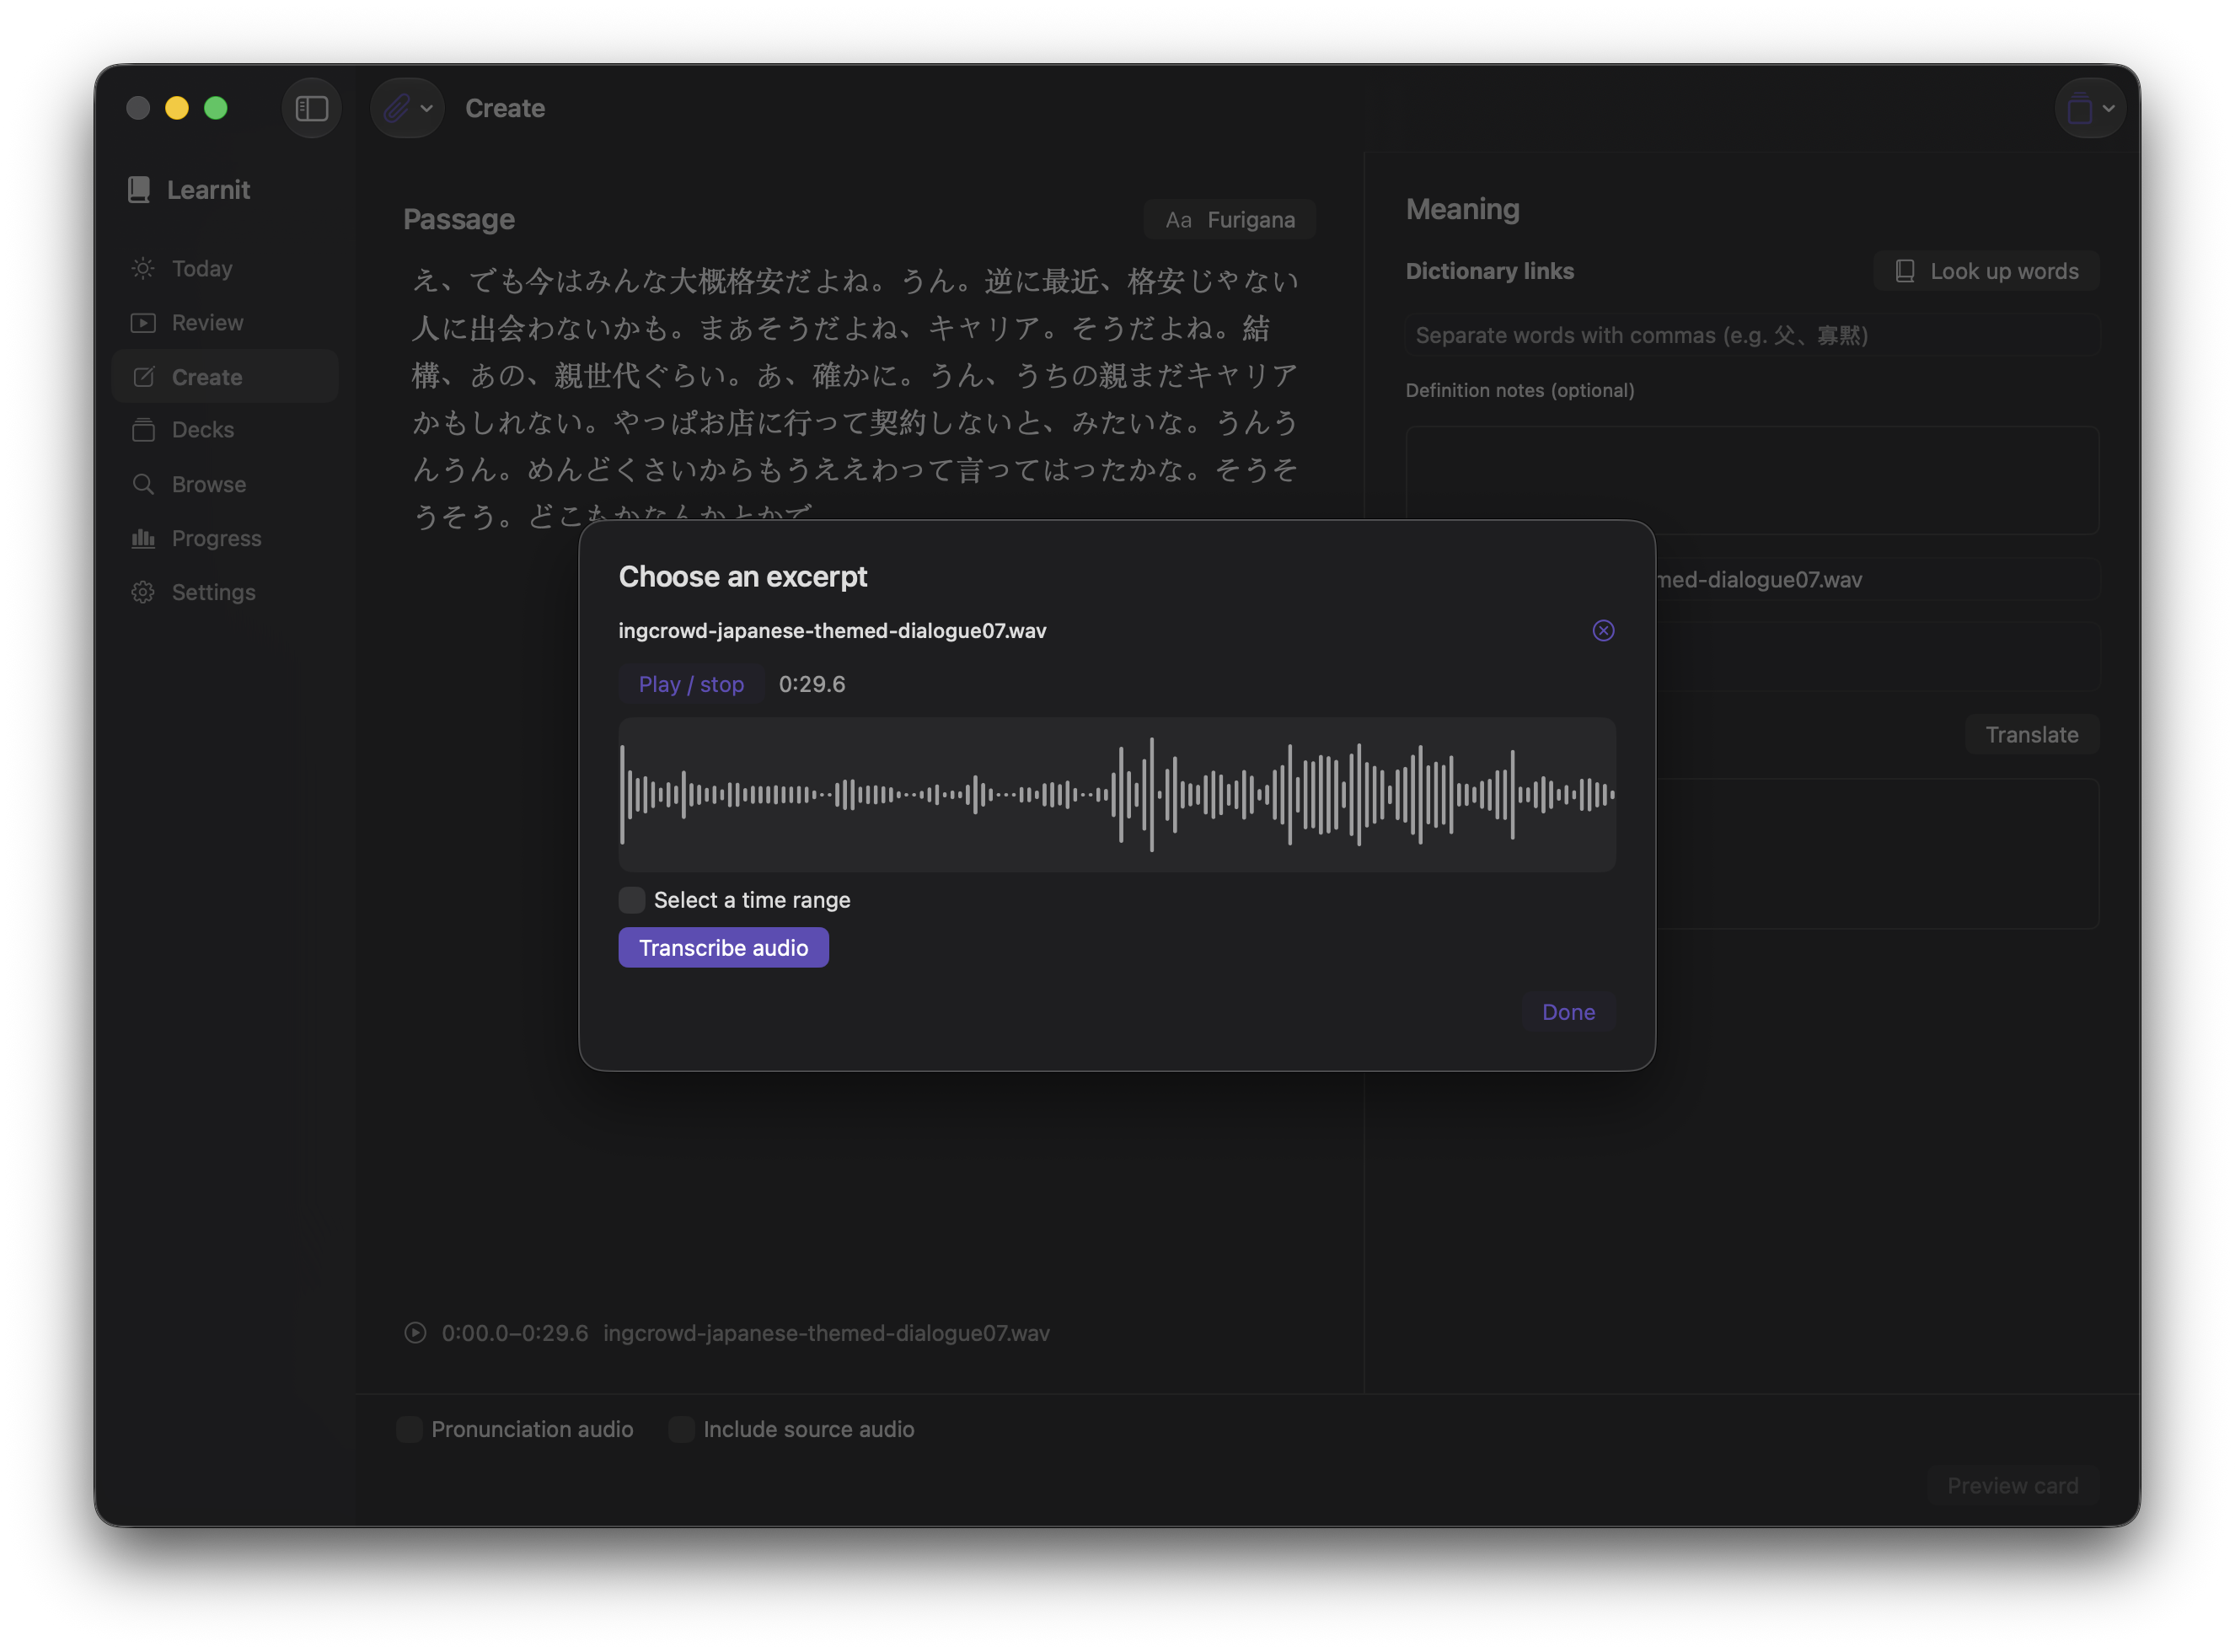 Create
Learnit
Today
Review
Create
Decks
Browse
Progress
Settings
Passage
Aa Furigana
え、でも今はみんな大概格安だよね。うん。逆に最近、格安じゃない
人に出会わないかも。まあそうだよね、キャリア。そうだよね。結
構、あの、親世代ぐらい。あ、確かに。うん、うちの親まだキャリア
かもしれない。やっぱお店に行って契約しないと、みたいな。うんう
んうん。めんどくさいからもうええわって言ってはったかな。そうそ
うそう。どこもかなんかとかで
Meaning
Dictionary links
Look up words
Separate words with commas (e.g. 父、寡黙)
Definition notes (optional)
med-dialogue07.wav
Translate
Choose an excerpt
ingcrowd-japanese-themed-dialogue07.wav
Play / stop 0:29.6
Select a time range
Transcribe audio
Done
0:00.0–0:29.6 ingcrowd-japanese-themed-dialogue07.wav
Pronunciation audio
Include source audio
Preview card